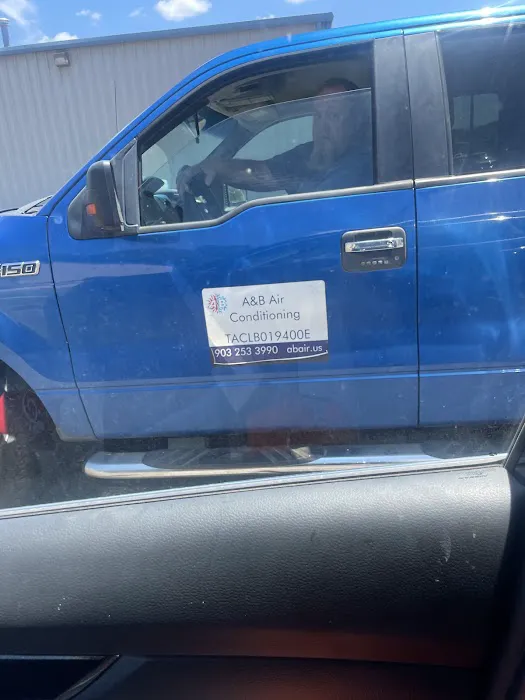 150
A&B Air
Conditioning
TACLB019400E
903 253 3990 abair.us